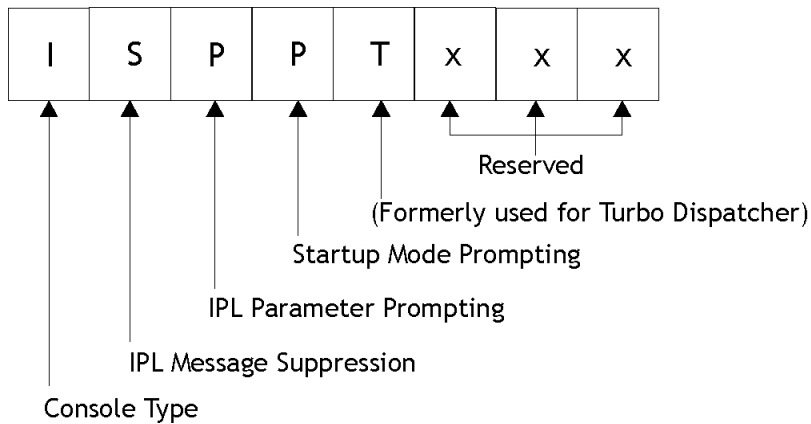 I S P P T x x x
Reserved
(Formerly used for Turbo Dispatcher)
Startup Mode Prompting
IPL Parameter Prompting
IPL Message Suppression
Console Type